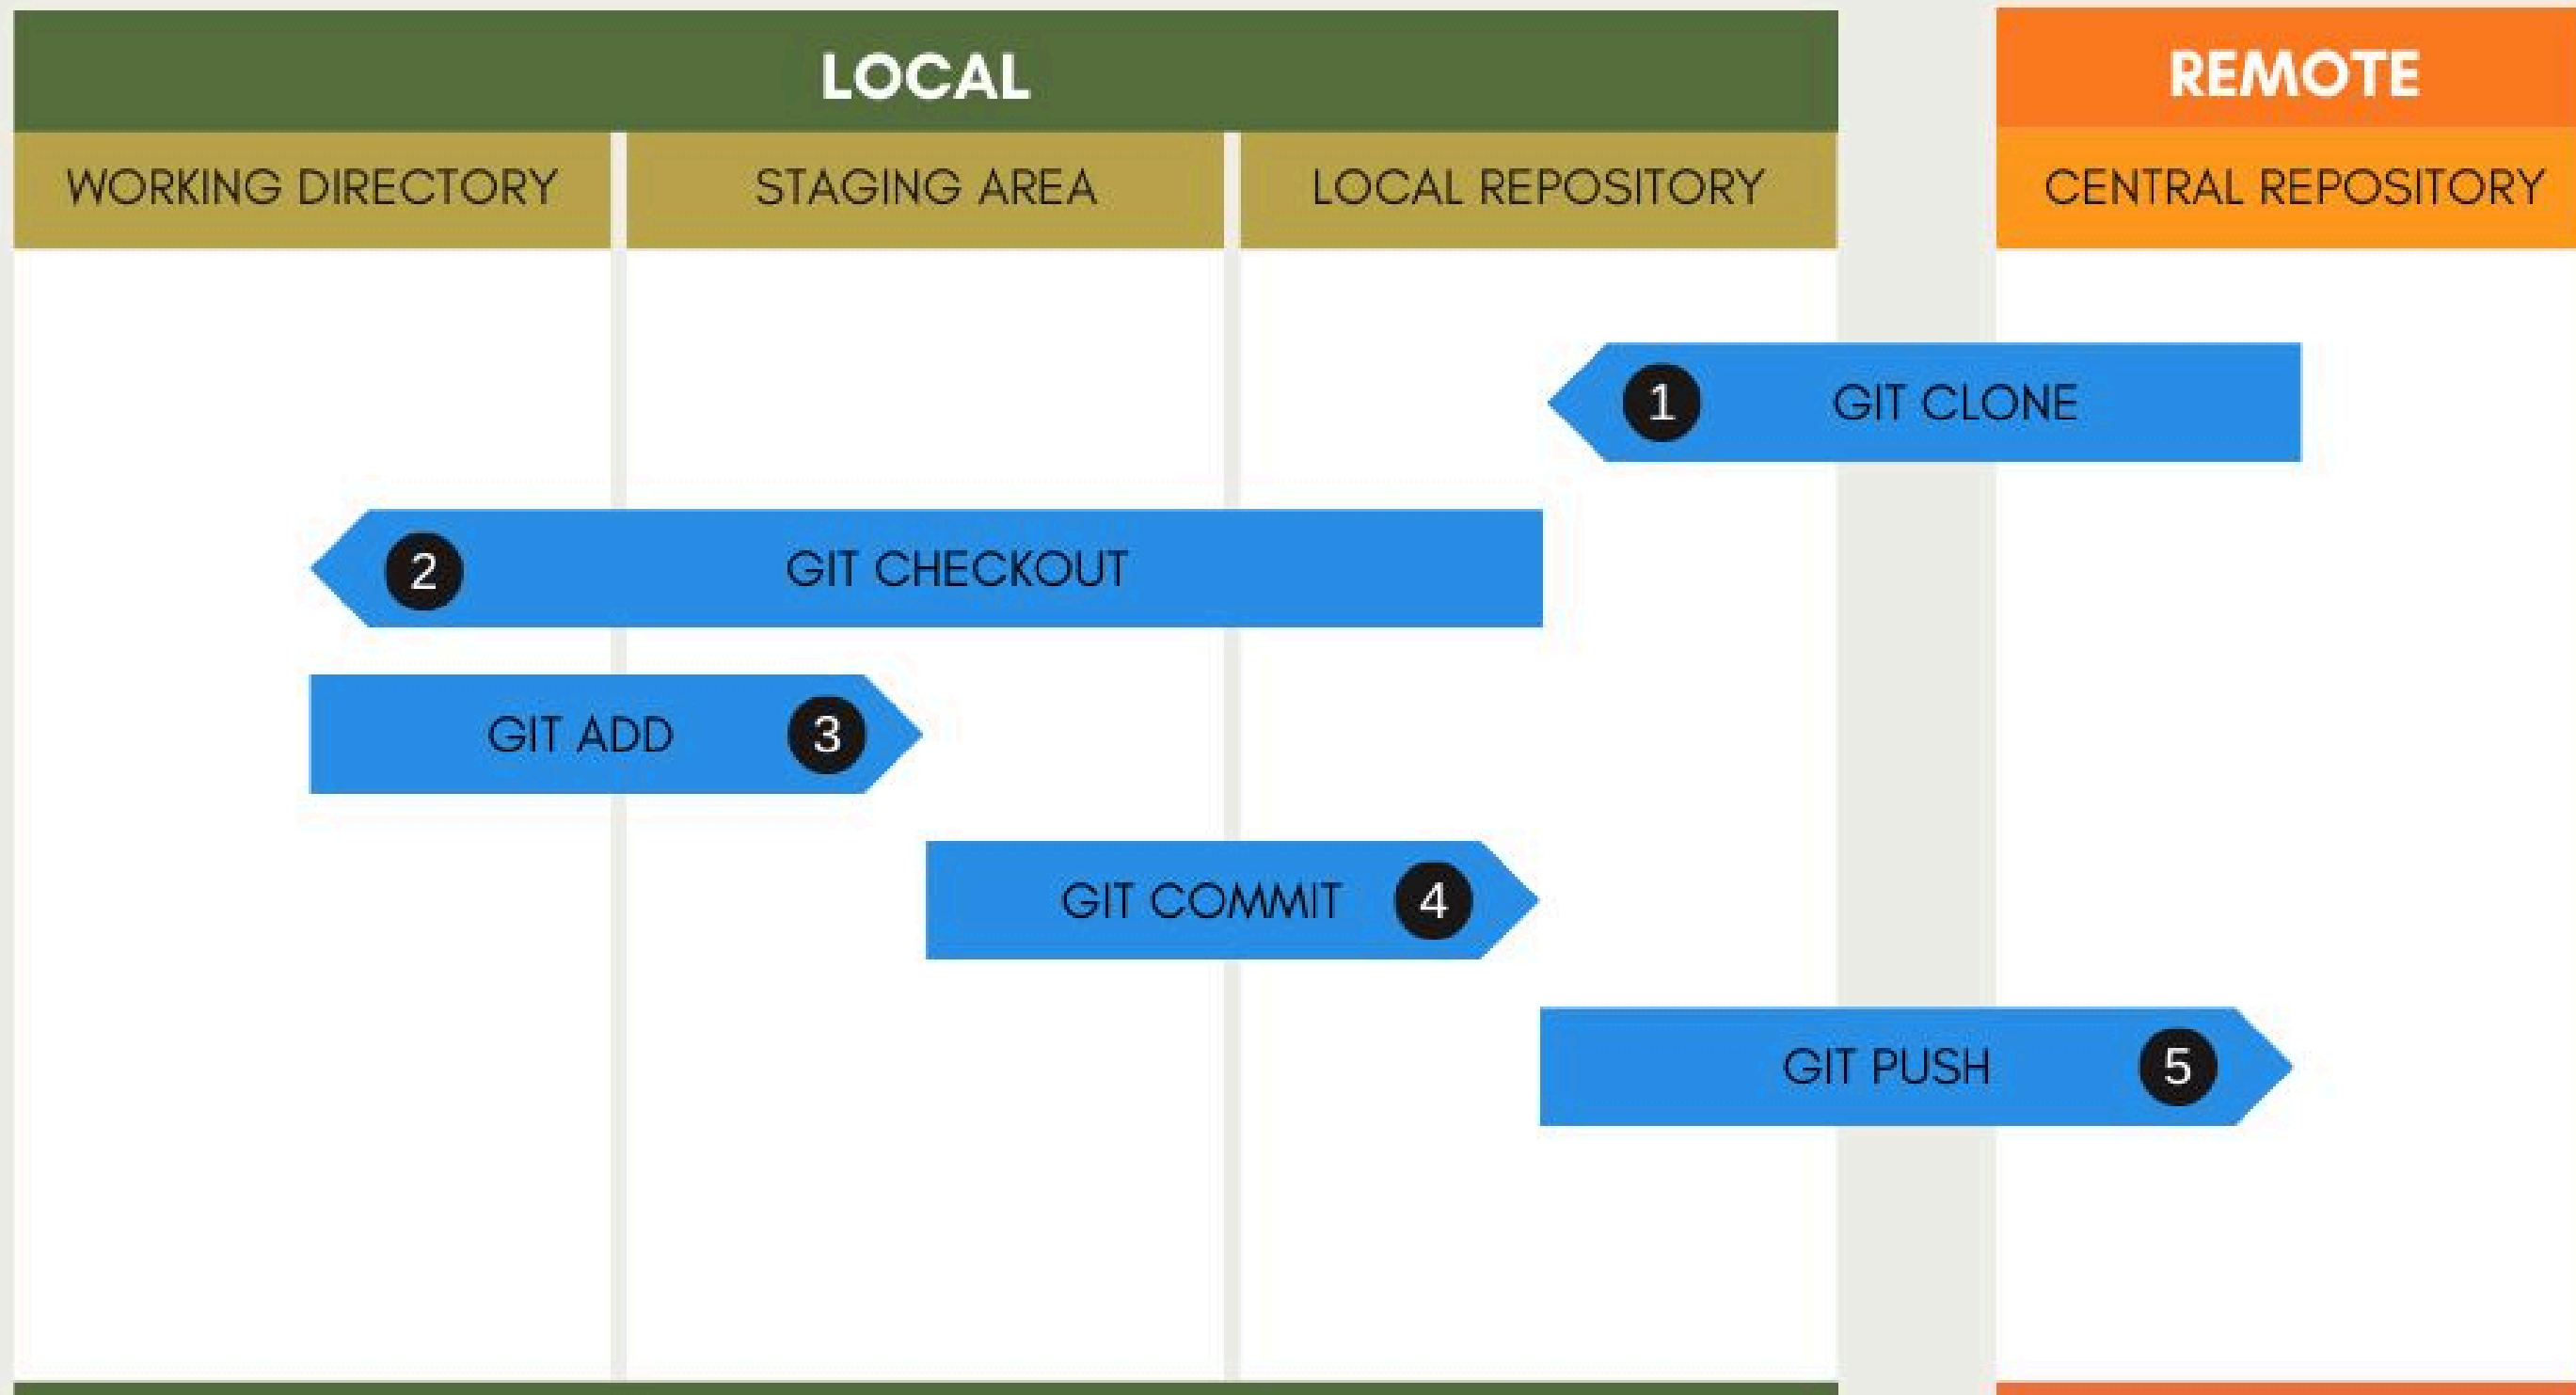 LOCAL
REMOTE
WORKING DIRECTORY
STAGING AREA
LOCAL REPOSITORY
CENTRAL REPOSITORY
1 GIT CLONE
2 GIT CHECKOUT
GIT ADD 3
GIT COMMIT 4
GIT PUSH 5